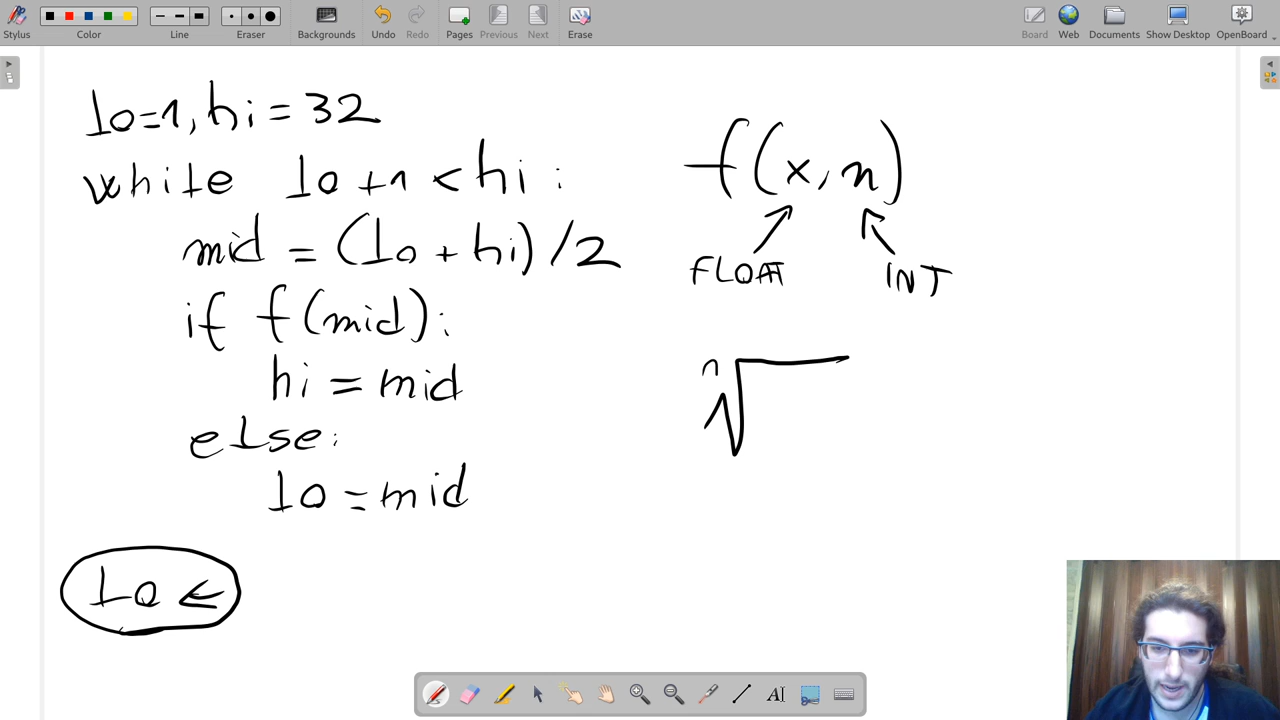 Stylus
Color
Line
Eraser
Backgrounds
Undo
Redo
Pages
Previous
Next
Erase
Board
Web
Documents
Show Desktop
OpenBoard
lo=1, hi=32
while lo+1<hi:
mid=(lo+hi)/2
if f(mid):
hi=mid
else:
lo=mid
lo ←
f(x,n)
FLOAT
INT
n√
AI